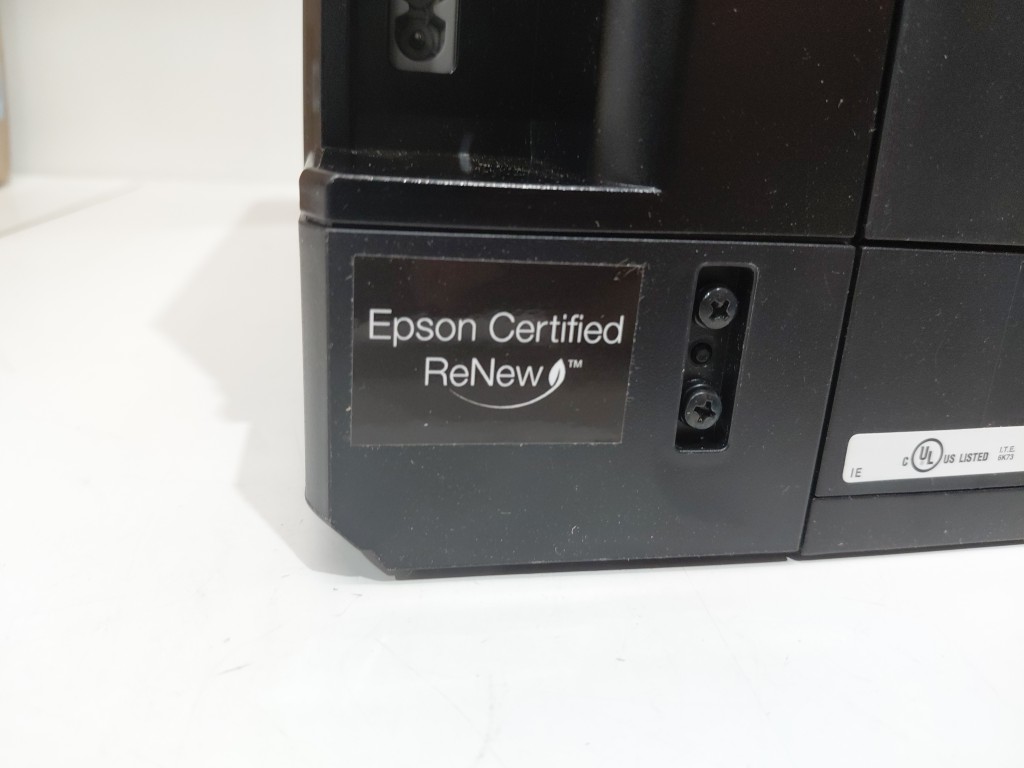 Epson Certified
ReNew™
IE
C UL US LISTED
I.T.E.
9K73